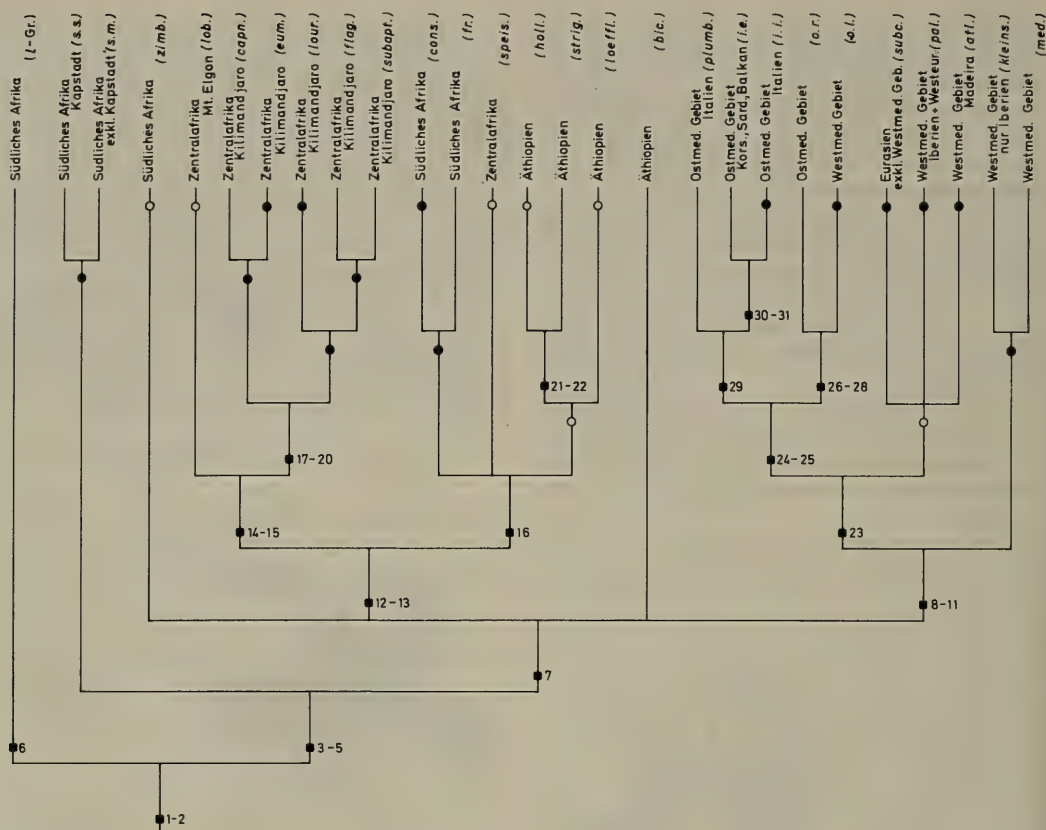 Südliches Afrika (l-Gr.)
Südliches Afrika
Kapstadt (s.s.)
Südliches Afrika
exkl. Kapstadt (s.m.)
Südliches Afrika (zimb.)
Zentralafrika
Mt. Elgon (lob.)
Zentralafrika
Kilimandjaro (capn.)
Zentralafrika
Kilimandjaro (eum.)
Zentralafrika
Kilimandjaro (lour.)
Zentralafrika
Kilimandjaro (flag.)
Zentralafrika
Kilimandjaro (subapt.)
Südliches Afrika (cons.)
Südliches Afrika (fr.)
Zentralafrika (speis.)
Äthiopien (holl.)
Äthiopien (strig.)
Äthiopien (loeffl.)
Äthiopien (bic.)
Ostmed. Gebiet
Italien (plumb.)
Ostmed. Gebiet
Kors., Sard., Balkan (i.e.)
Ostmed. Gebiet
Italien (i.i.)
Ostmed. Gebiet (o.r.)
Westmed. Gebiet (o.l.)
Eurasien
exkl. Westmed. Geb. (subc.)
Westmed. Gebiet
Iberien + Westeur. (pal.)
Westmed. Gebiet
Madeira (atl.)
Westmed. Gebiet
nur Iberien (kleins.)
Westmed. Gebiet (med.)
30-31
21-22
29
26-28
17-20
24-25
14-15
16
23
12-13
8-11
7
6
3-5
1-2